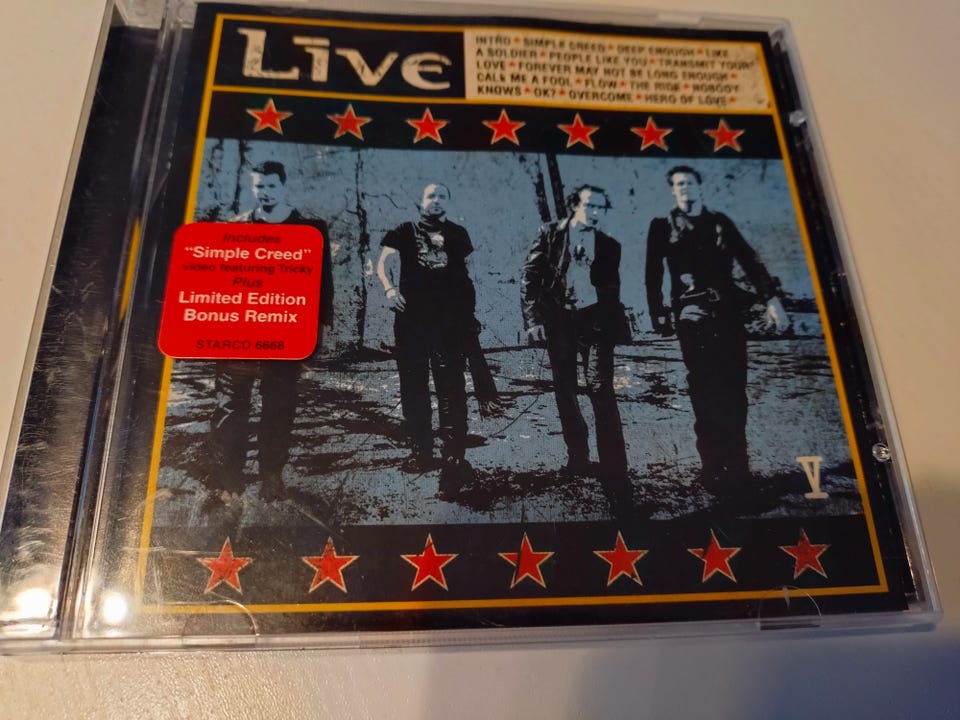 Līve
INTRO * SIMPLE CREED * DEEP ENOUGH * LIKE
A SOLDIER * PEOPLE LIKE YOU * TRANSMIT YOUR
LOVE * FOREVER MAY NOT BE LONG ENOUGH *
CALL ME A FOOL * FLOW * THE RIDE * NOBODY
KNOWS * OK? * OVERCOME * HERO OF LOVE *
Includes
"Simple Creed"
video featuring Tricky
Plus
Limited Edition
Bonus Remix
STARCD 6668
V